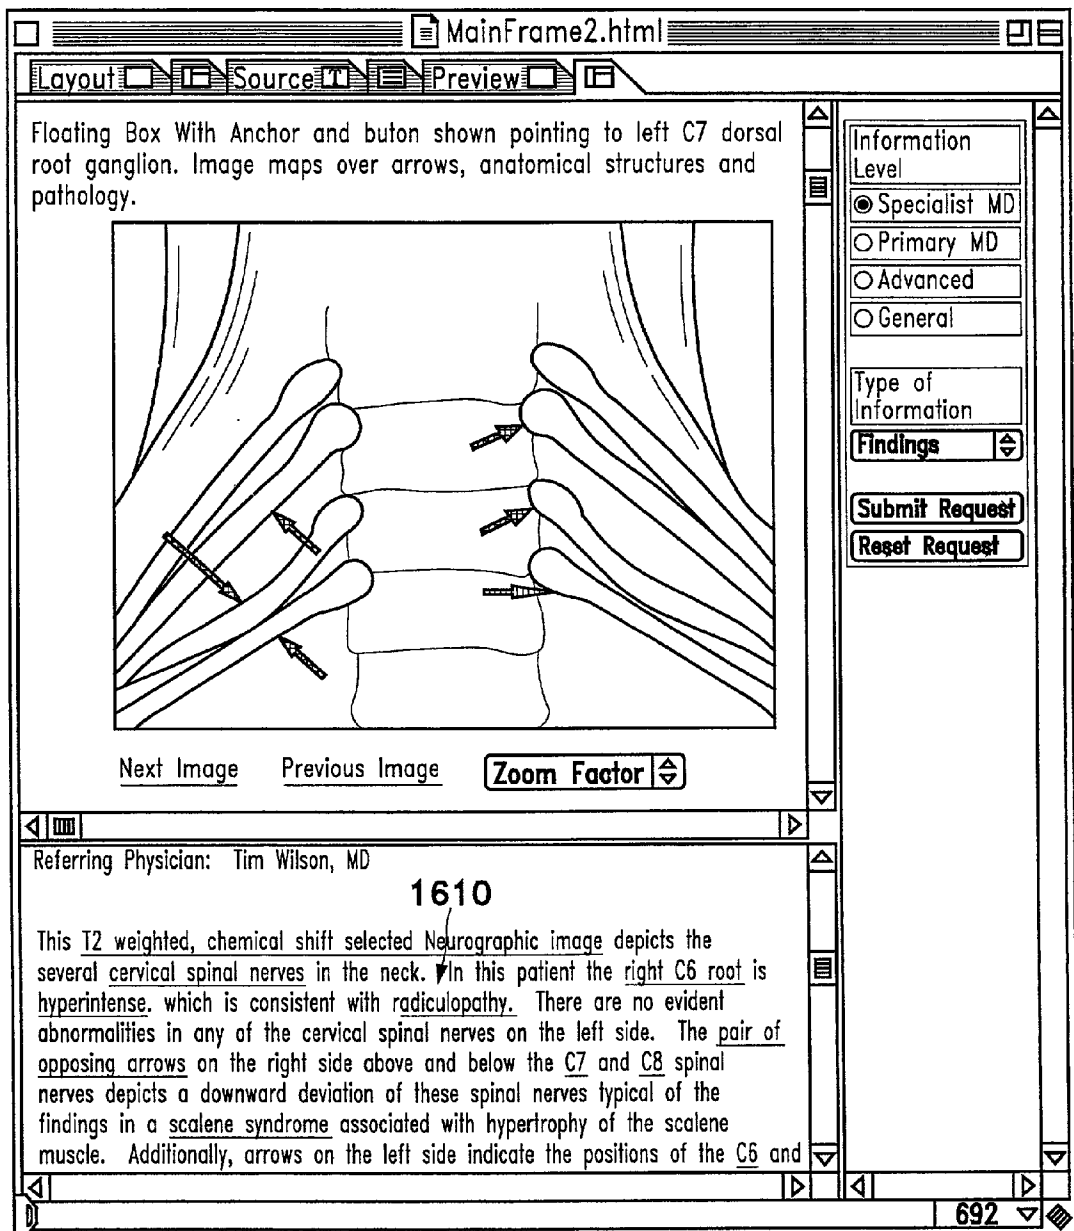 MainFrame2.html
Layout Source T Preview
Floating Box With Anchor and buton shown pointing to left C7 dorsal
root ganglion. Image maps over arrows, anatomical structures and
pathology.
Next Image Previous Image Zoom Factor
Information
Level
Specialist MD
Primary MD
Advanced
General
Type of
Information
Findings
Submit Request
Reset Request
Referring Physician: Tim Wilson, MD
1610
This T2 weighted, chemical shift selected Neurographic image depicts the
several cervical spinal nerves in the neck. In this patient the right C6 root is
hyperintense. which is consistent with radiculopathy. There are no evident
abnormalities in any of the cervical spinal nerves on the left side. The pair of
opposing arrows on the right side above and below the C7 and C8 spinal
nerves depicts a downward deviation of these spinal nerves typical of the
findings in a scalene syndrome associated with hypertrophy of the scalene
muscle. Additionally, arrows on the left side indicate the positions of the C6 and
692